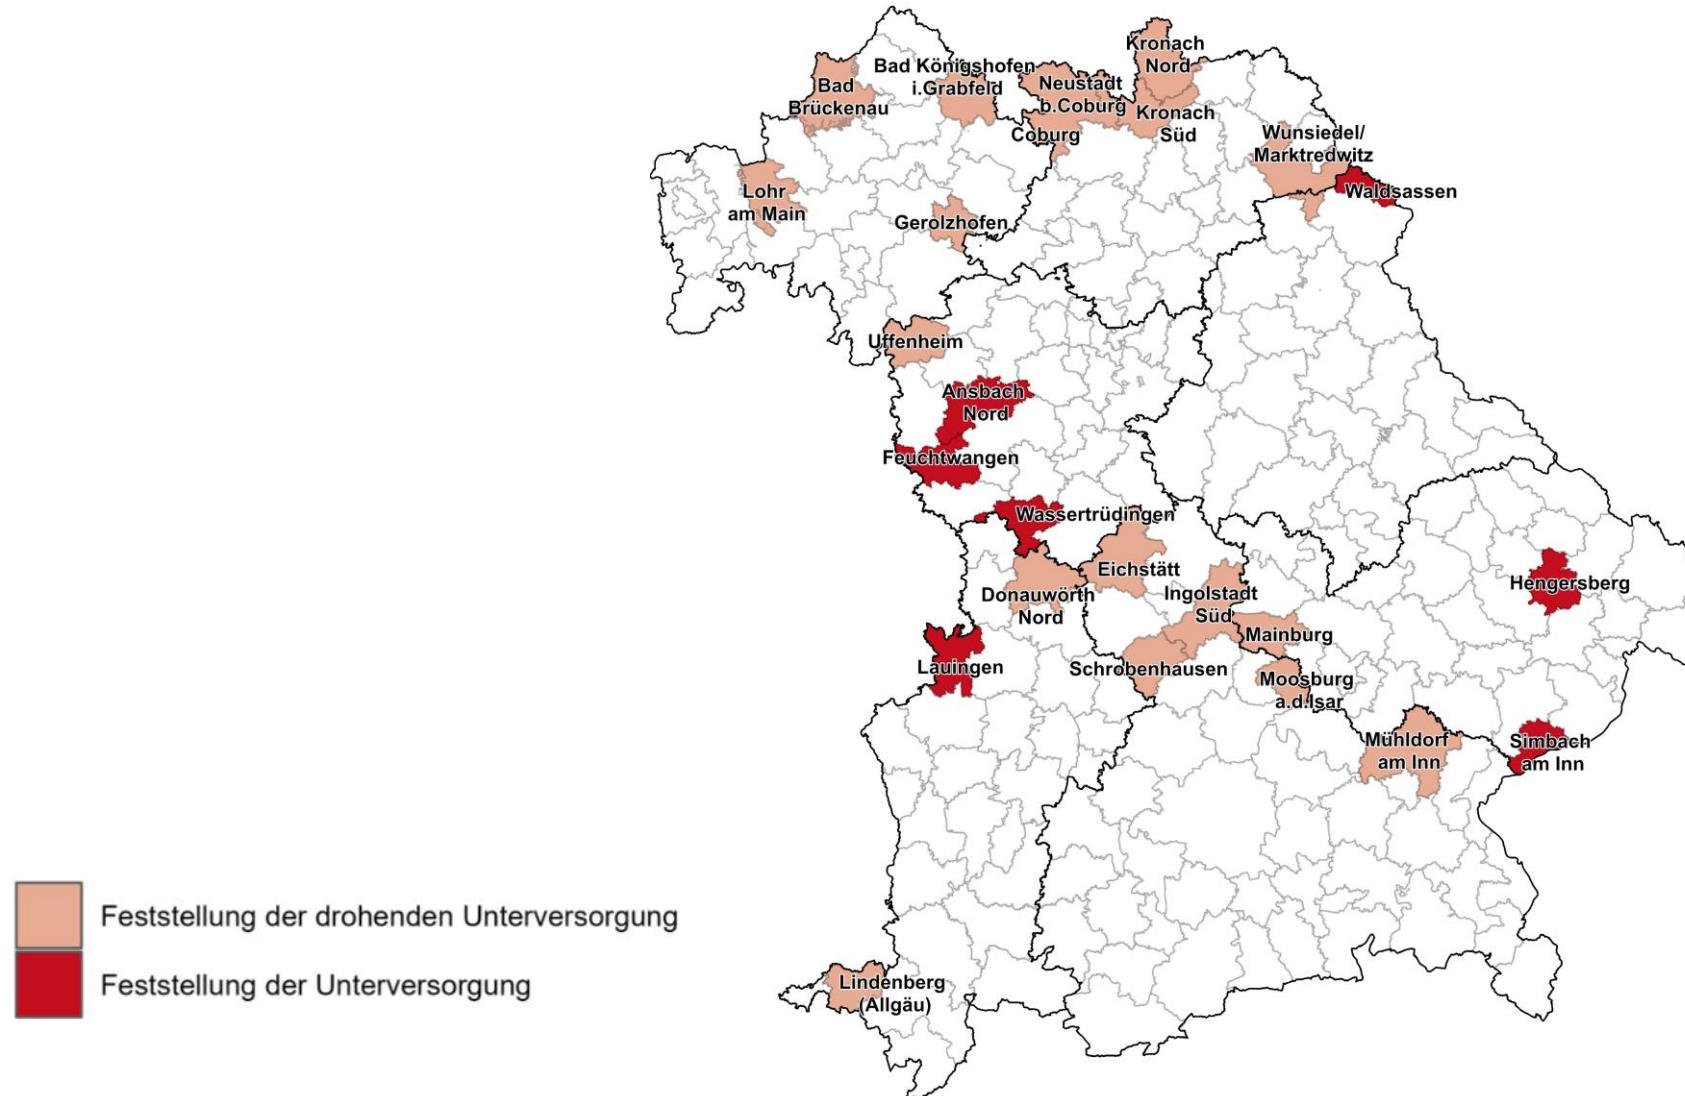 Kronach
Nord
Bad Königshofen
i.Grabfeld
Neustadt
b.Coburg
Bad
Brückenau
Kronach
Süd
Coburg
Wunsiedel/
Marktredwitz
Waldsassen
Lohr
am Main
Gerolzhofen
Uffenheim
Ansbach
Nord
Feuchtwangen
Wassertrüdingen
Eichstätt
Hengersberg
Donauwörth
Nord
Ingolstadt
Süd
Mainburg
Lauingen
Schrobenhausen
Moosburg
a.d.Isar
Mühldorf
am Inn
Simbach
am Inn
Feststellung der drohenden Unterversorgung
Feststellung der Unterversorgung
Lindenberg
(Allgäu)